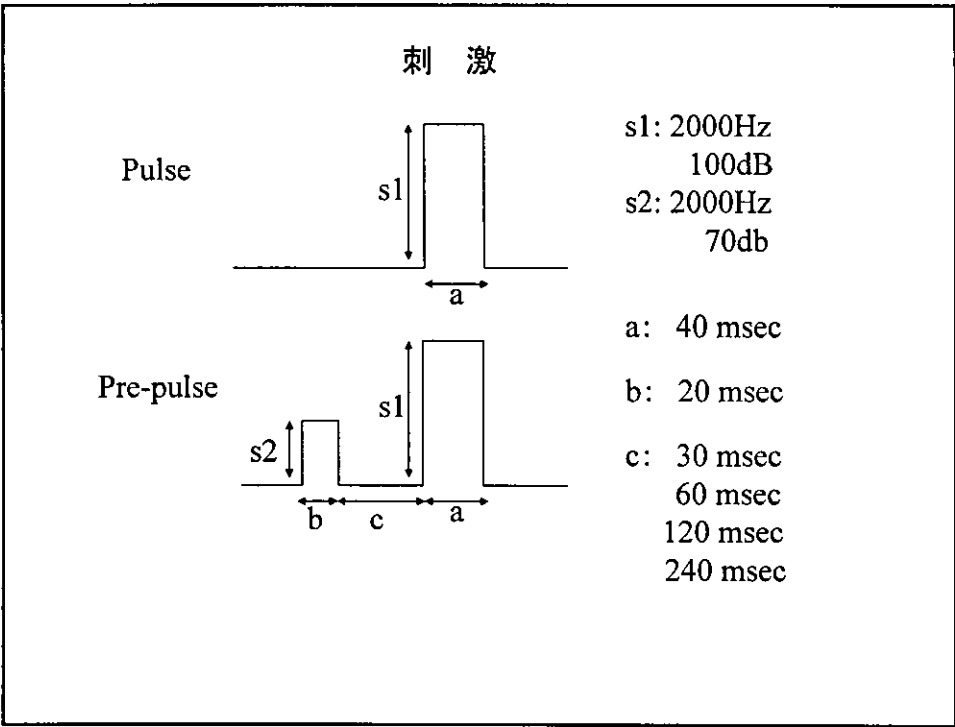 刺 激
Pulse
s1
a
s1: 2000Hz
100dB
s2: 2000Hz
70db
Pre-pulse
s2
s1
b
c
a
a: 40 msec
b: 20 msec
c: 30 msec
60 msec
120 msec
240 msec